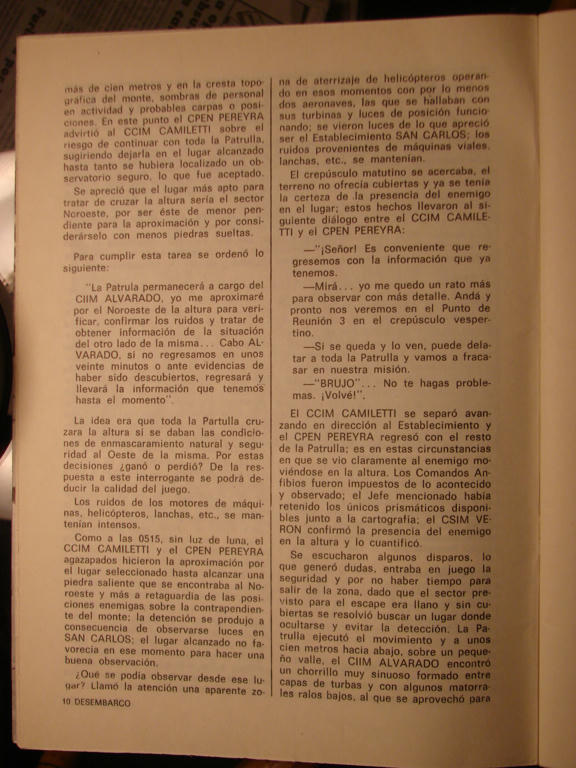 más de cien metros y en la cresta topo-
gráfica del monte, sombras de personal
en actividad y probables carpas o posi-
ciones. En este punto el CPEN PEREYRA
advirtió al CCIM CAMILETTI sobre el
riesgo de continuar con toda la Patrulla,
sugiriendo dejarla en el lugar alcanzado
hasta tanto se hubiera localizado un ob-
servatorio seguro, lo que fue aceptado.
Se apreció que el lugar más apto para
tratar de cruzar la altura sería el sector
Noroeste, por ser éste de menor pen-
diente para la aproximación y por consi-
derárselo con menos piedras sueltas.
Para cumplir esta tarea se ordenó lo
siguiente:
"La Patrula permanecerá a cargo del
CIIM ALVARADO, yo me aproximaré
por el Noroeste de la altura para veri-
ficar, confirmar los ruidos y tratar de
obtener información de la situación
del otro lado de la misma... Cabo AL-
VARADO, si no regresamos en unos
veinte minutos o ante evidencias de
haber sido descubiertos, regresará y
llevará la información que tenemos
hasta el momento".
La idea era que toda la Partulla cru-
zara la altura si se daban las condicio-
nes de enmascaramiento natural y segu-
ridad al Oeste de la misma. Por estas
decisiones ¿ganó o perdió? De la res-
puesta a este interrogante se podrá de-
ducir la calidad del juego.
Los ruidos de los motores de máqui-
nas, helicópteros, lanchas, etc., se man-
tenían intensos.
Como a las 0515, sin luz de luna, el
CCIM CAMILETTI y el CPEN PEREYRA
agazapados hicieron la aproximación por
el lugar seleccionado hasta alcanzar una
piedra saliente que se encontraba al No-
roeste y más a retaguardia de las posi-
ciones enemigas sobre la contrapendien-
te del monte; la detención se produjo a
consecuencia de observarse luces en
SAN CARLOS; el lugar alcanzado no fa-
vorecía en ese momento para hacer una
buena observación.
¿Qué se podía observar desde ese lu-
gar? Llamó la atención una aparente zo-
10 DESEMBARCO
na de aterrizaje de helicópteros operan-
do en esos momentos con por lo menos
dos aeronaves, las que se hallaban con
sus turbinas y luces de posición funcio-
nando; se vieron luces de lo que apreció
ser el Establecimiento SAN CARLOS; los
ruidos provenientes de máquinas viales,
lanchas, etc., se mantenían.
El crepúsculo matutino se acercaba, el
terreno no ofrecía cubiertas y ya se tenía
la certeza de la presencia del enemigo
en el lugar; estos hechos llevaron al si-
guiente diálogo entre el CCIM CAMILE-
TTI y el CPEN PEREYRA:
—"¡Señor! Es conveniente que re-
gresemos con la información que ya
tenemos.
—Mirá... yo me quedo un rato más
para observar con más detalle. Andá y
pronto nos veremos en el Punto de
Reunión 3 en el crepúsculo vesper-
tino.
—Si se queda y lo ven, puede dela-
tar a toda la Patrulla y vamos a fraca-
sar en nuestra misión.
—"BRUJO"... No te hagas proble-
mas. ¡Volvé!".
El CCIM CAMILETTI se separó avan-
zando en dirección al Establecimiento y
el CPEN PEREYRA regresó con el resto
de la Patrulla; es en estas circunstancias
en que se vio claramente al enemigo mo-
viéndose en la altura. Los Comandos An-
fibios fueron impuestos de lo acontecido
y observado; el Jefe mencionado había
retenido los únicos prismáticos disponi-
bles junto a la cartografía; el CSIM VE-
RON confirmó la presencia del enemigo
en la altura y lo cuantificó.
Se escucharon algunos disparos, lo
que generó dudas, entraba en juego la
seguridad y por no haber tiempo para
salir de la zona, dado que el sector pre-
visto para el escape era llano y sin cu-
biertas se resolvió buscar un lugar donde
ocultarse y evitar la detección. La Pa-
trulla ejecutó el movimiento y a unos
cien metros hacia abajo, sobre un peque-
ño valle, el CIIM ALVARADO encontró
un chorrillo muy sinuoso formado entre
capas de turbas y con algunos matorra-
les ralos bajos, al que se aprovechó para